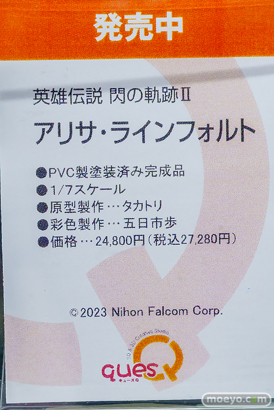 発売中
英雄伝説 閃の軌跡Ⅱ
アリサ・ラインフォルト
●PVC製塗装済み完成品
●1/7スケール
●原型製作…タカトリ
●彩色製作…五日市歩
●価格…24,800円(税込27,280円)
©2023 Nihon Falcom Corp.
quesQ
キューズQ
moeyo.com